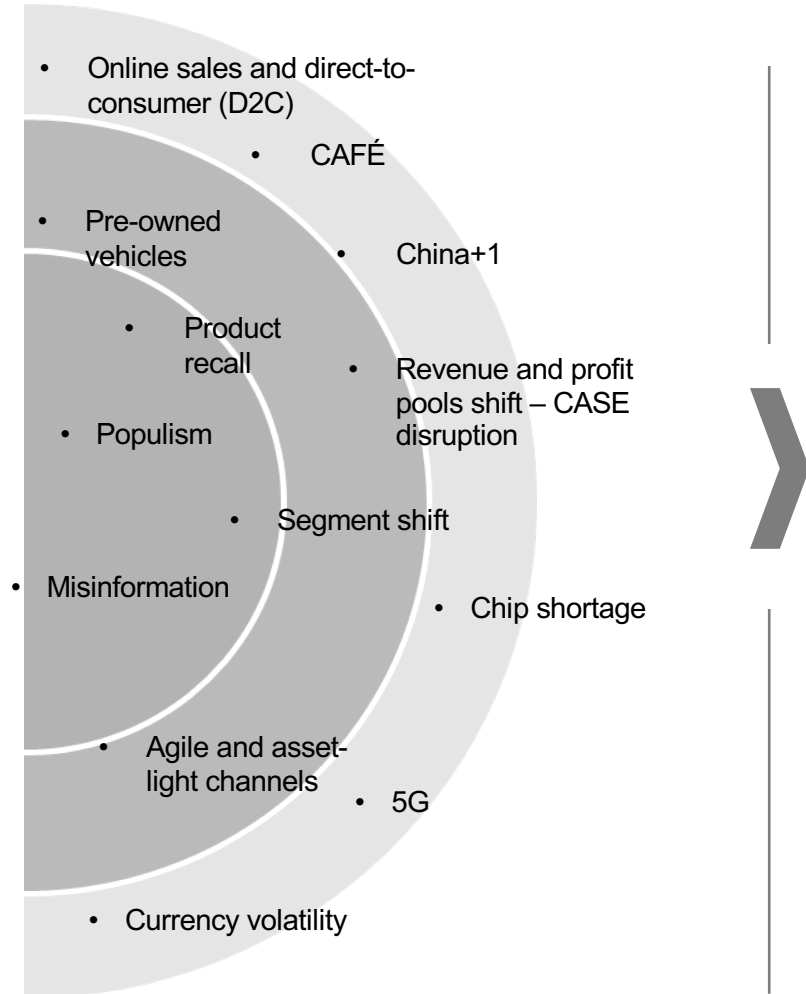 • Online sales and direct-to-
consumer (D2C)
• CAFÉ
• Pre-owned
vehicles
• China+1
• Product
recall
• Revenue and profit
pools shift – CASE
disruption
• Populism
• Segment shift
• Misinformation
• Chip shortage
• Agile and asset-
light channels
• 5G
• Currency volatility